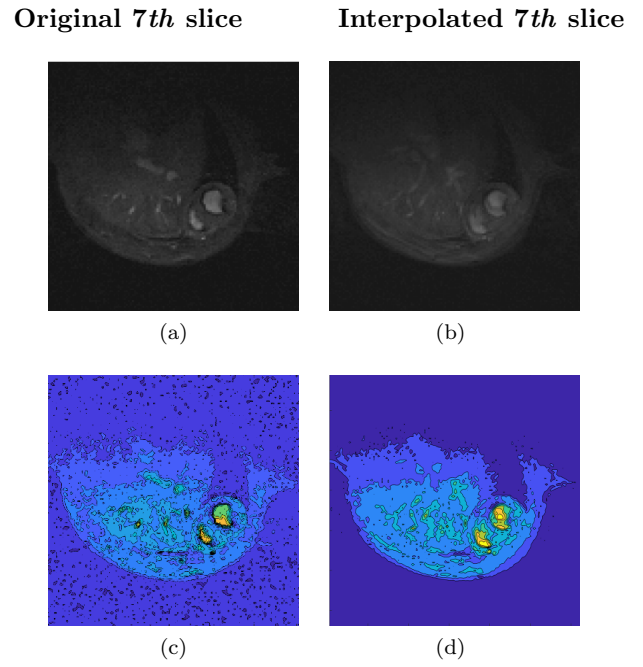 Original 7th slice
Interpolated 7th slice
(a)
(b)
(c)
(d)